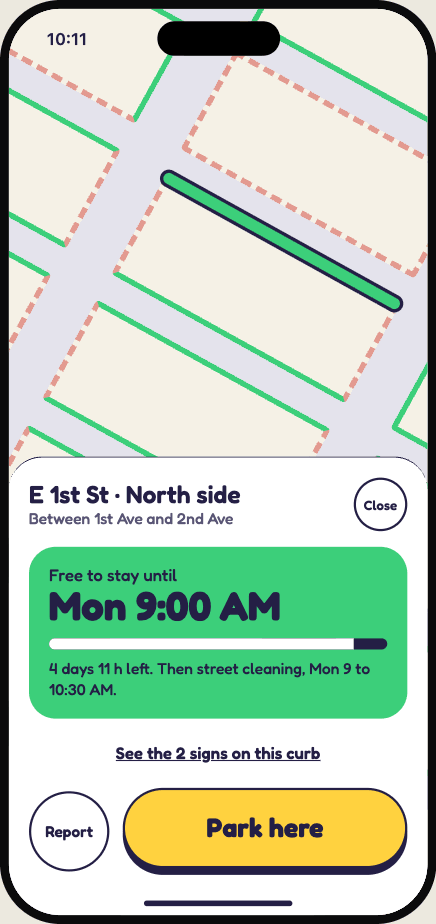 10:11
E 1st St · North side
Between 1st Ave and 2nd Ave
Close
Free to stay until
Mon 9:00 AM
4 days 11 h left. Then street cleaning, Mon 9 to
10:30 AM.
See the 2 signs on this curb
Report
Park here